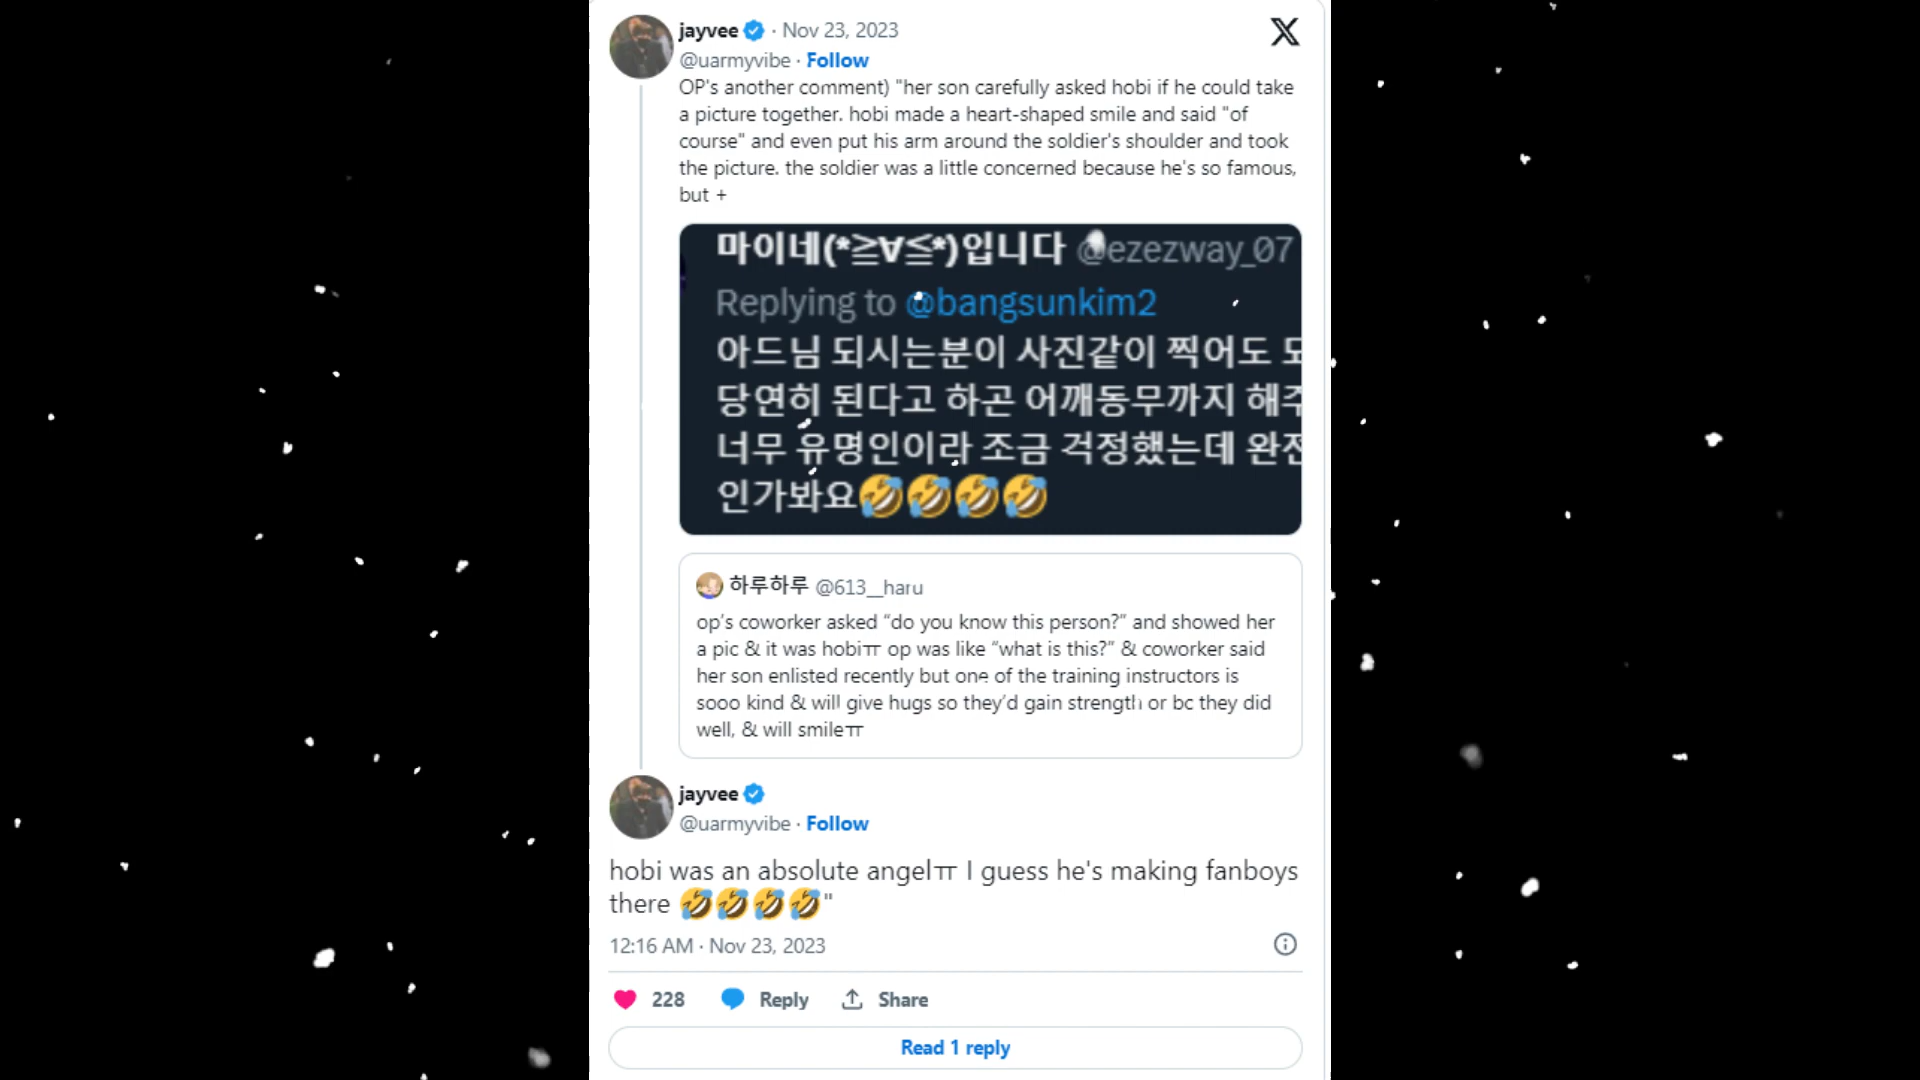 jayvee · Nov 23, 2023
@uarmyvibe · Follow
OP's another comment) "her son carefully asked hobi if he could take
a picture together. hobi made a heart-shaped smile and said "of
course" and even put his arm around the soldier's shoulder and took
the picture. the soldier was a little concerned because he's so famous,
but +
마이네(*≧∀≦*)입니다 @ezezway_07
Replying to @bangsunkim2
아드님 되시는분이 사진같이 찍어도
당연히 된다고 하곤 어깨동무까지
너무 유명인이라 조금 걱정했는데
인가봐요🤣🤣🤣🤣
하루하루 @613__haru
op's coworker asked “do you know this person?” and showed her
a pic & it was hobiㅠ op was like “what is this?” & coworker said
her son enlisted recently but one of the training instructors is
sooo kind & will give hugs so they’d gain strength or bc they did
well, & will smileㅠ
jayvee
@uarmyvibe · Follow
hobi was an absolute angelㅠ I guess he's making fanboys
there 🤣🤣🤣🤣"
12:16 AM · Nov 23, 2023
228 Reply Share
Read 1 reply